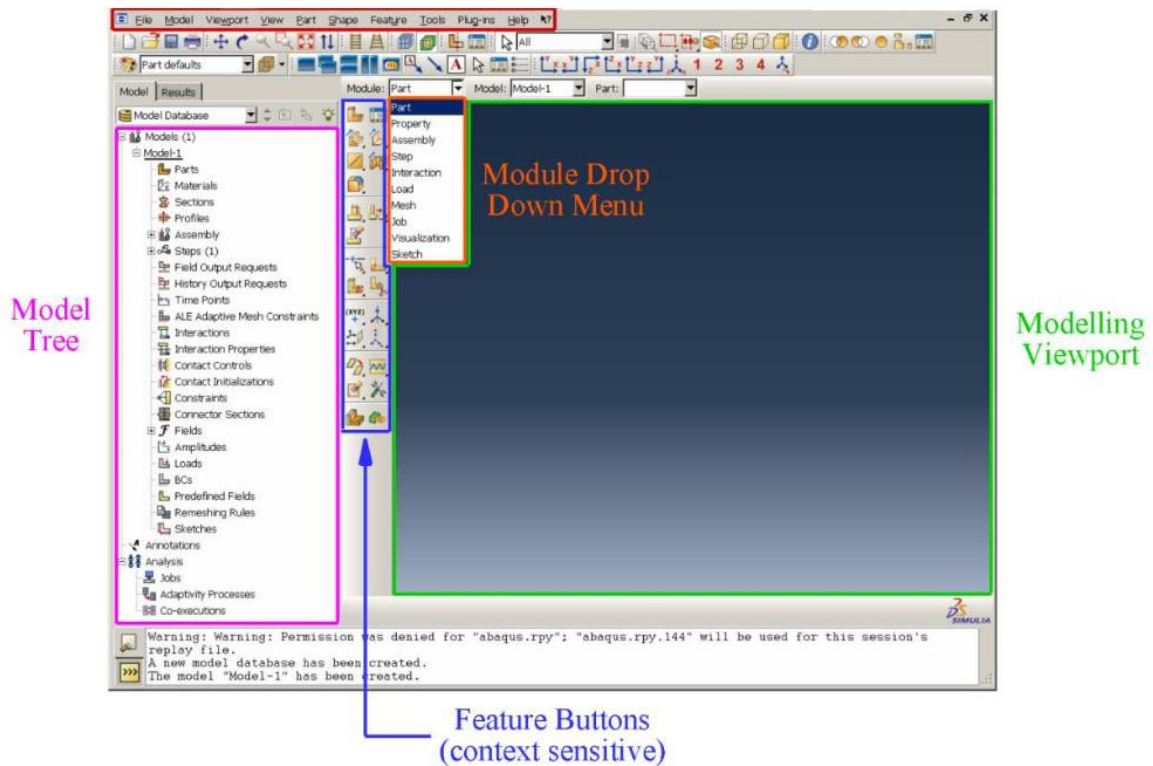 File Model Viewport View Part Shape Feature Tools Plug-ins Help
All
Part defaults
1 2 3 4
Model Results
Module: Part Model: Model-1 Part:
Model Database
Models (1)
Model-1
Parts
Materials
Sections
Profiles
Assembly
Steps (1)
Field Output Requests
History Output Requests
Time Points
ALE Adaptive Mesh Constraints
Interactions
Interaction Properties
Contact Controls
Contact Initializations
Constraints
Connector Sections
Fields
Amplitudes
Loads
BCs
Predefined Fields
Remeshing Rules
Sketches
Annotations
Analysis
Jobs
Adaptivity Processes
Co-executions
Part
Property
Assembly
Step
Interaction
Load
Mesh
Job
Visualization
Sketch
Module Drop
Down Menu
Model
Tree
Modelling
Viewport
SIMULIA
Warning: Warning: Permission was denied for "abaqus.rpy"; "abaqus.rpy.144" will be used for this session's
replay file.
A new model database has been created.
The model "Model-1" has been created.
Feature Buttons
(context sensitive)